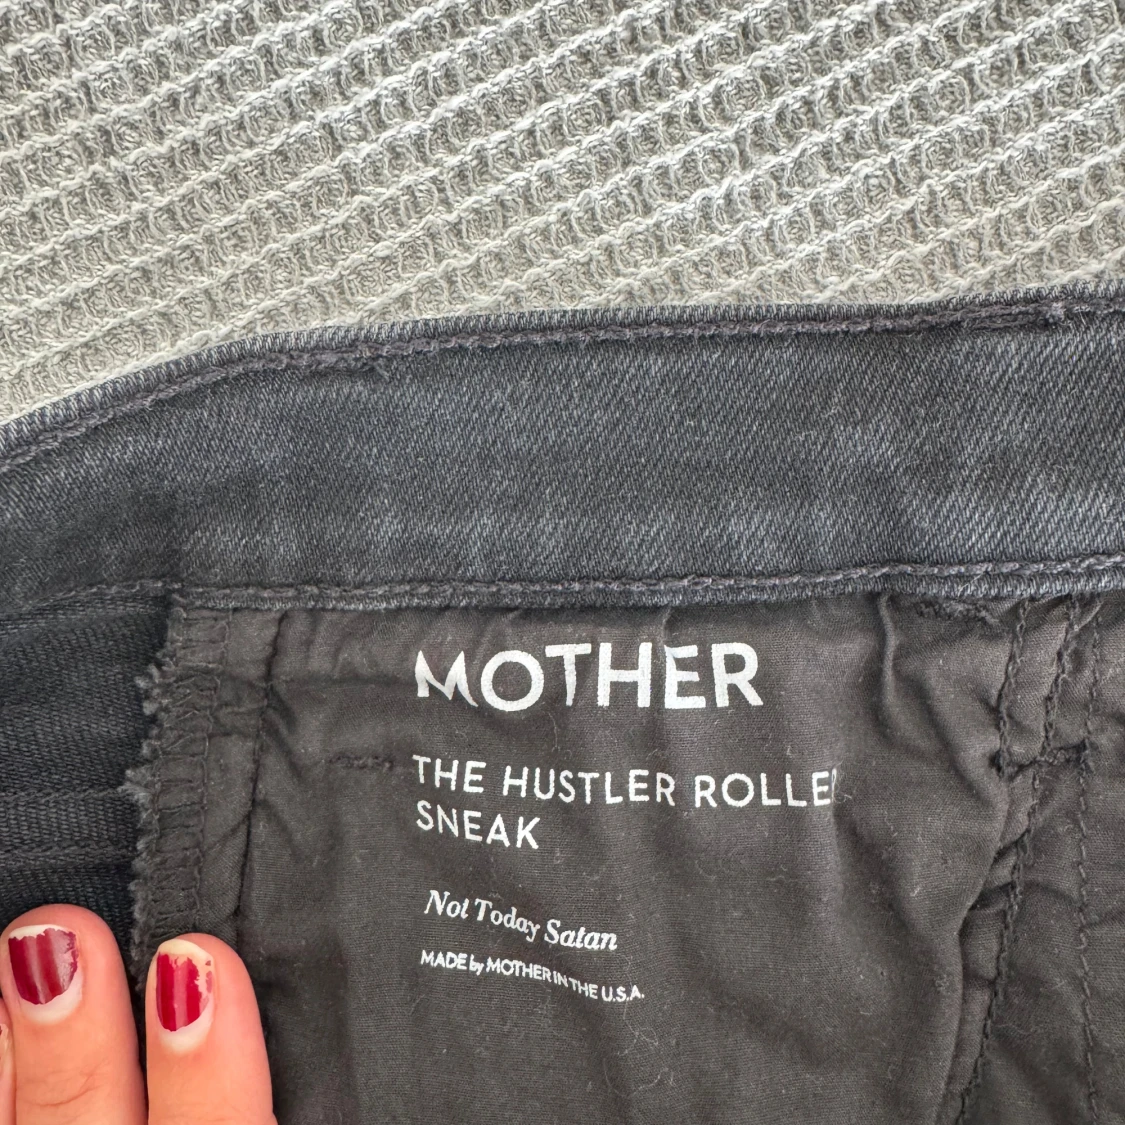 MOTHER
THE HUSTLER ROLLER
SNEAK
Not Today Satan
MADE by MOTHER IN THE U.S.A.